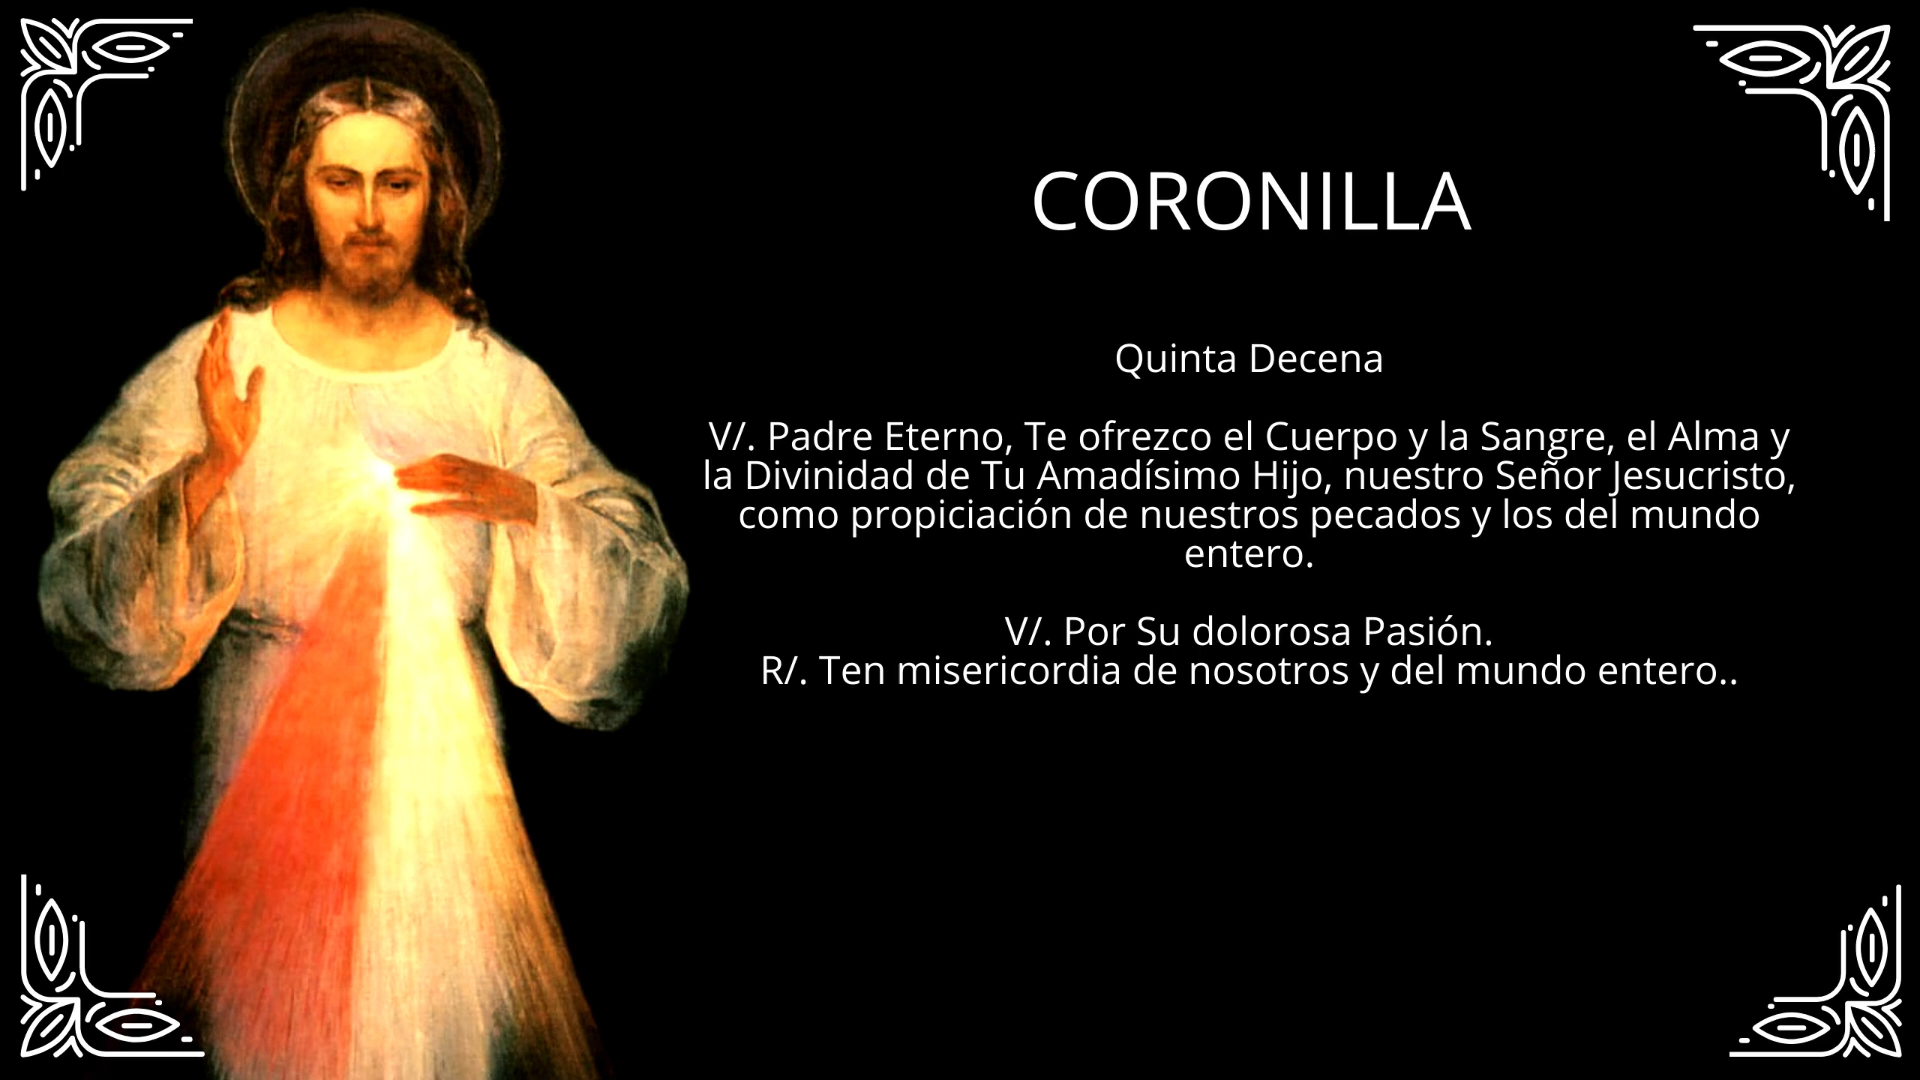 CORONILLA
Quinta Decena
V/. Padre Eterno, Te ofrezco el Cuerpo y la Sangre, el Alma y
la Divinidad de Tu Amadísimo Hijo, nuestro Señor Jesucristo,
como propiciación de nuestros pecados y los del mundo
entero.
V/. Por Su dolorosa Pasión.
R/. Ten misericordia de nosotros y del mundo entero..